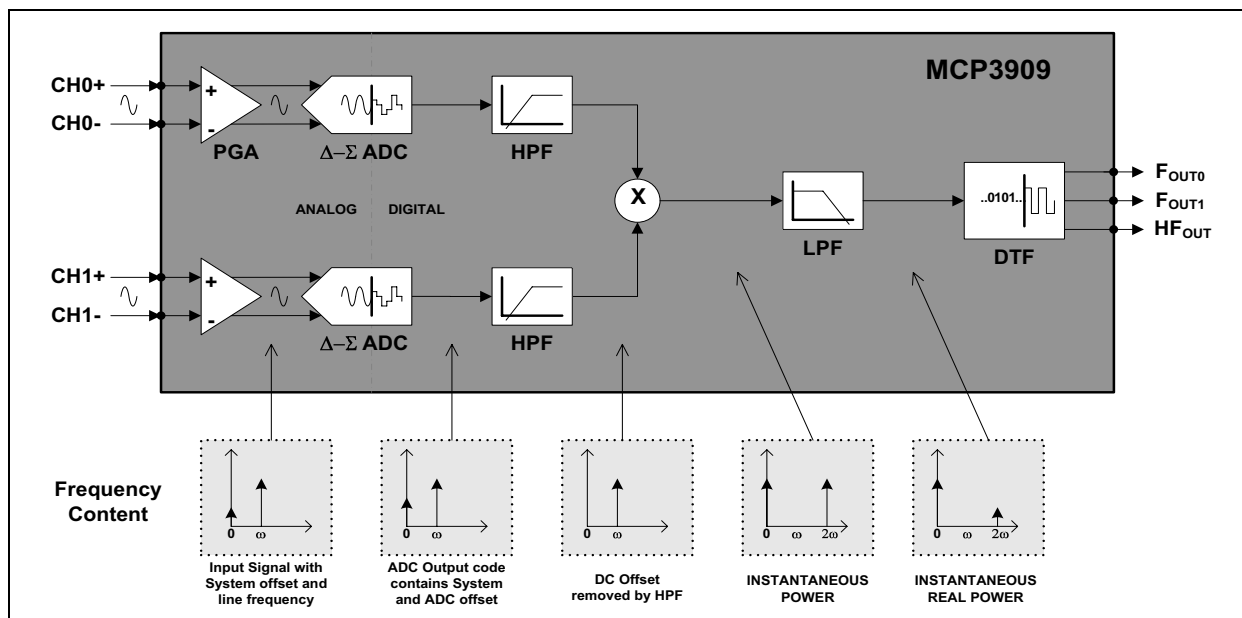 MCP3909
CH0+
CH0-
+
-
PGA
Δ–Σ ADC
HPF
ANALOG
DIGITAL
X
LPF
..0101..
DTF
FOUT0
FOUT1
HFOUT
CH1+
CH1-
+
-
Δ–Σ ADC
HPF
Frequency
Content
0 ω
0 ω
0 ω
0 ω 2ω
0 ω 2ω
Input Signal with
System offset and
line frequency
ADC Output code
contains System
and ADC offset
DC Offset
removed by HPF
INSTANTANEOUS
POWER
INSTANTANEOUS
REAL POWER